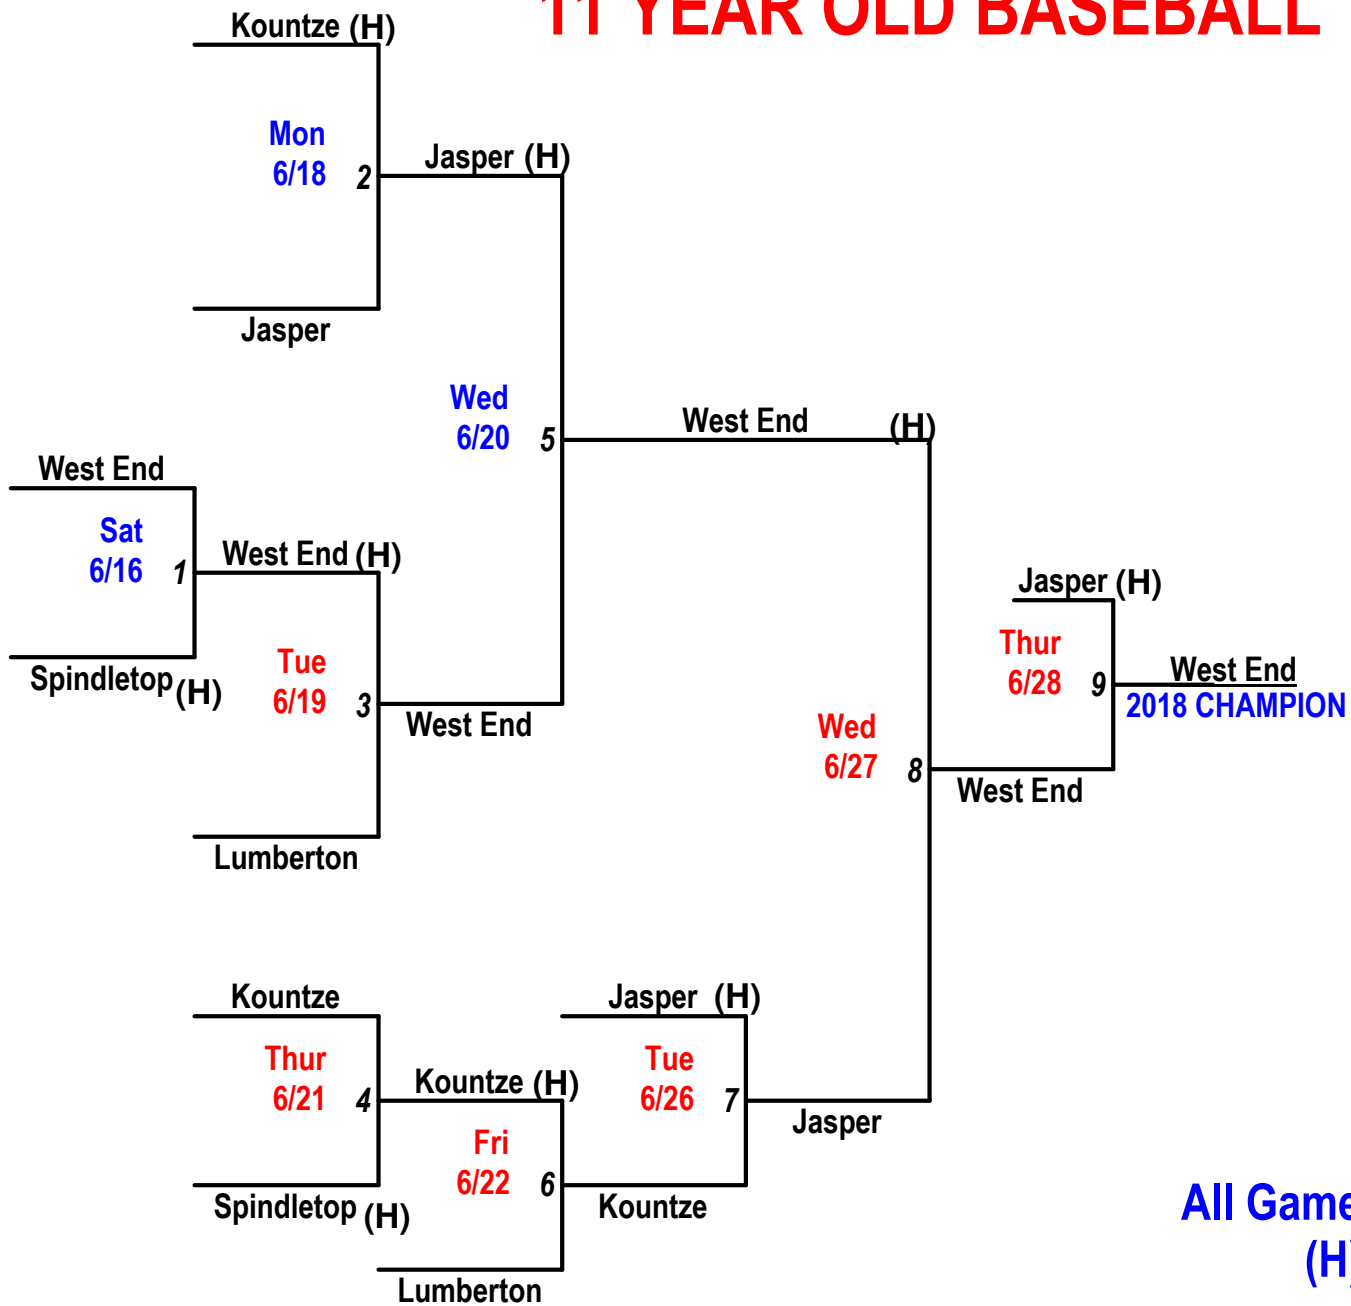 11 YEAR OLD BASEBALL
Kountze (H)
Mon
6/18
2
Jasper (H)
Jasper
Wed
6/20
5
West End (H)
West End
Sat
6/16
1
West End (H)
Spindletop (H)
Tue
6/19
3
West End
Lumberton
Jasper (H)
Thur
6/28
9
West End
2018 CHAMPION
Wed
6/27
8
West End
Kountze
Thur
6/21
4
Kountze (H)
Spindletop (H)
Fri
6/22
6
Kountze
Lumberton
Jasper (H)
Tue
6/26
7
Jasper
All Game
(H)